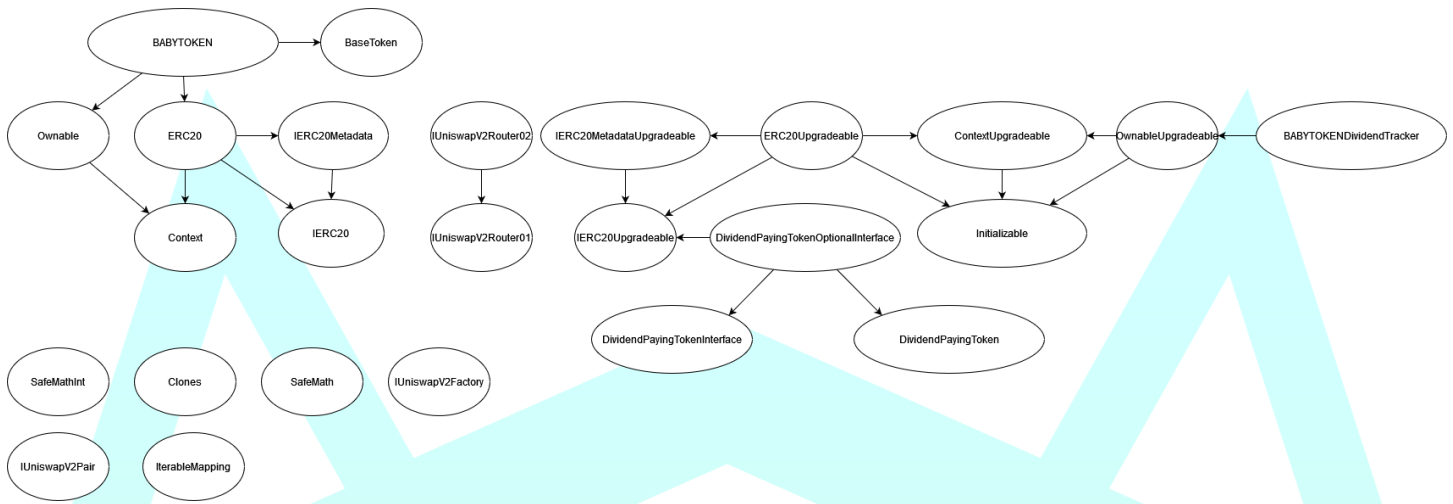 BABYTOKEN
BaseToken
Ownable
ERC20
IERC20Metadata
IUniswapV2Router02
IERC20MetadataUpgradeable
ERC20Upgradeable
ContextUpgradeable
OwnableUpgradeable
BABYTOKENDividendTracker
Context
IERC20
IUniswapV2Router01
IERC20Upgradeable
DividendPayingTokenOptionalInterface
Initializable
DividendPayingTokenInterface
DividendPayingToken
SafeMathInt
Clones
SafeMath
IUniswapV2Factory
IUniswapV2Pair
IterableMapping